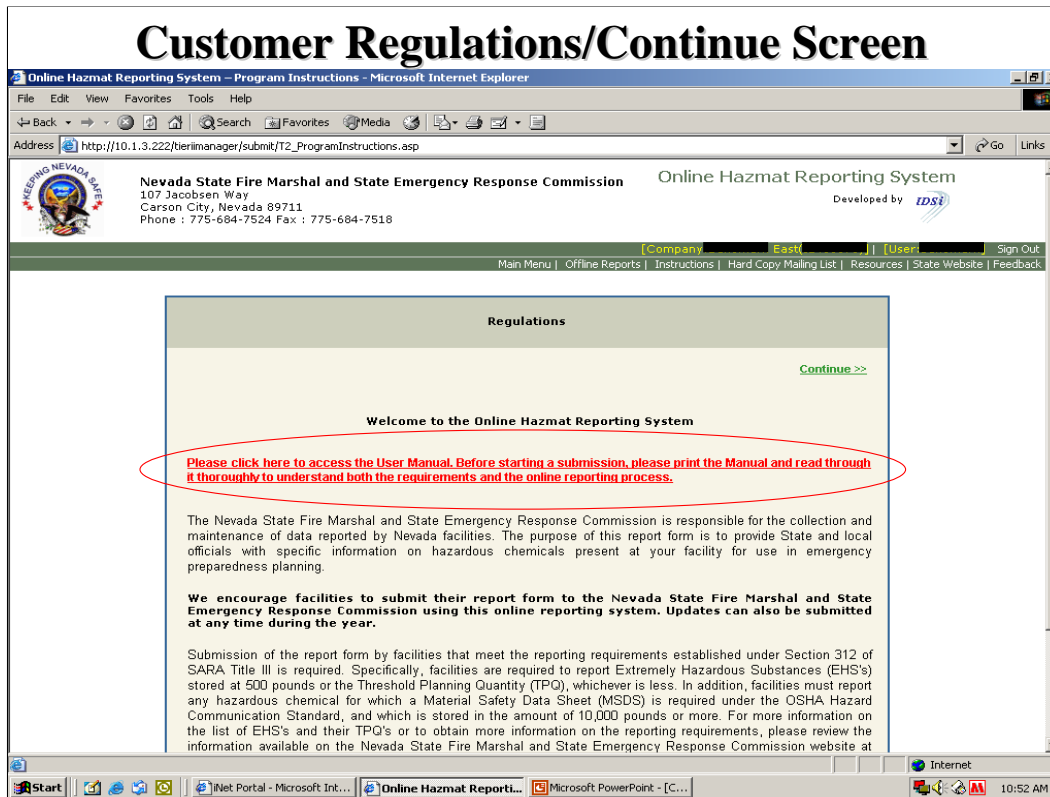 Customer Regulations/Continue Screen
Online Hazmat Reporting System -- Program Instructions - Microsoft Internet Explorer
File Edit View Favorites Tools Help
Back Search Favorites Media
Address http://10.1.3.222/tieriimanager/submit/T2_ProgramInstructions.asp Go Links
KEEPING NEVADA SAFE
Nevada State Fire Marshal and State Emergency Response Commission
107 Jacobsen Way
Carson City, Nevada 89711
Phone : 775-684-7524 Fax : 775-684-7518
Online Hazmat Reporting System
Developed by IDSi
[Company East( )] | [User: ] Sign Out
Main Menu | Offline Reports | Instructions | Hard Copy Mailing List | Resources | State Website | Feedback
Regulations
Continue >>
Welcome to the Online Hazmat Reporting System
Please click here to access the User Manual. Before starting a submission, please print the Manual and read through
it thoroughly to understand both the requirements and the online reporting process.
The Nevada State Fire Marshal and State Emergency Response Commission is responsible for the collection and
maintenance of data reported by Nevada facilities. The purpose of this report form is to provide State and local
officials with specific information on hazardous chemicals present at your facility for use in emergency
preparedness planning.
We encourage facilities to submit their report form to the Nevada State Fire Marshal and State
Emergency Response Commission using this online reporting system. Updates can also be submitted
at any time during the year.
Submission of the report form by facilities that meet the reporting requirements established under Section 312 of
SARA Title III is required. Specifically, facilities are required to report Extremely Hazardous Substances (EHS's)
stored at 500 pounds or the Threshold Planning Quantity (TPQ), whichever is less. In addition, facilities must report
any hazardous chemical for which a Material Safety Data Sheet (MSDS) is required under the OSHA Hazard
Communication Standard, and which is stored in the amount of 10,000 pounds or more. For more information on
the list of EHS's and their TPQ's or to obtain more information on the reporting requirements, please review the
information available on the Nevada State Fire Marshal and State Emergency Response Commission website at
Internet
Start iNet Portal - Microsoft Int... Online Hazmat Reporti... Microsoft PowerPoint - [C... 10:52 AM